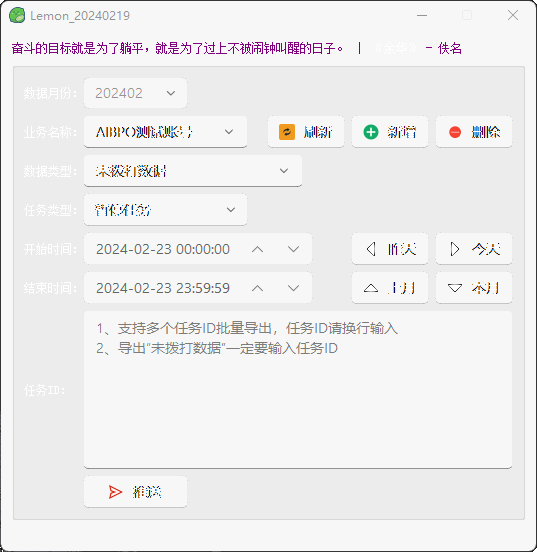 Lemon_20240219
奋斗的目标就是为了躺平，就是为了过上不被闹钟叫醒的日子。 | - 佚名
数据月份： 202402
业务名称： AIBPO测试账号 刷新 新增 删除
数据类型： 未拨打数据
任务类型： 智能任务
开始时间： 2024-02-23 00:00:00 昨天 今天
结束时间： 2024-02-23 23:59:59 上月 本月
1、支持多个任务ID批量导出，任务ID请换行输入
2、导出"未拨打数据"一定要输入任务ID
任务ID：
推送